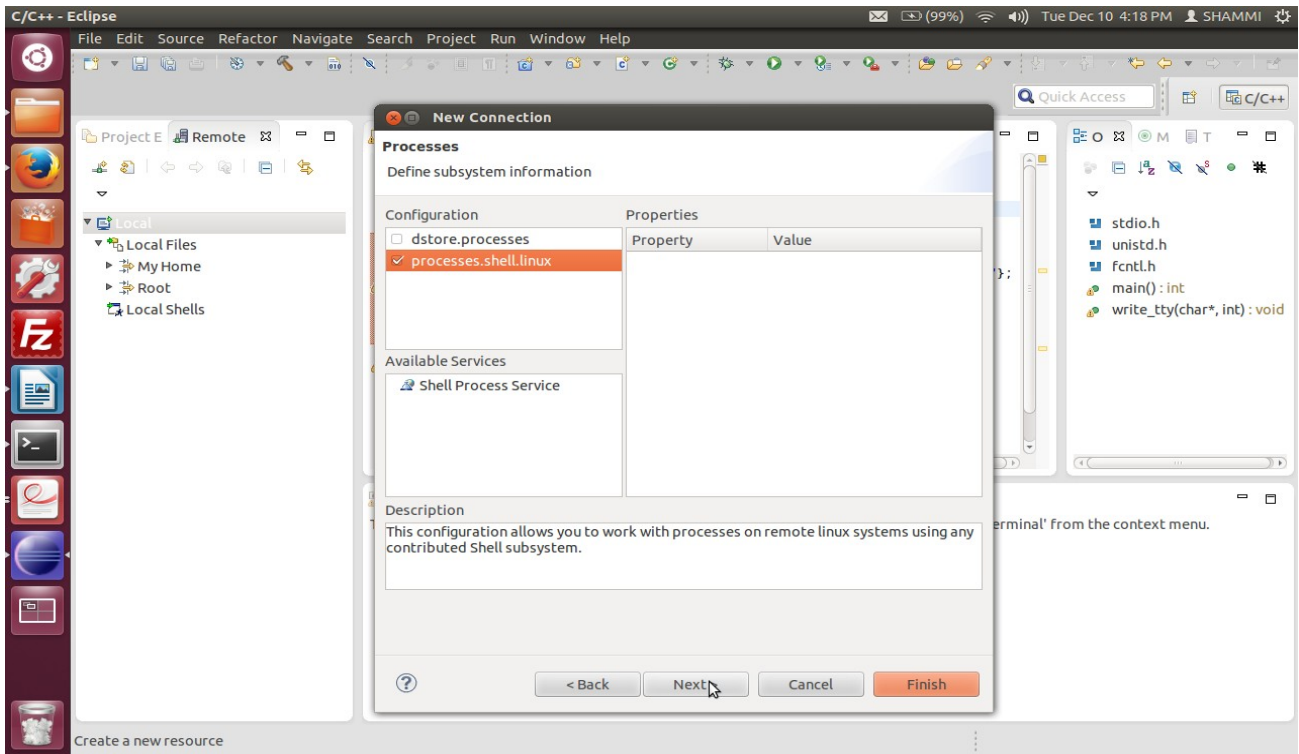 C/C++ - Eclipse
(99%) Tue Dec 10 4:18 PM SHAMMI
File Edit Source Refactor Navigate Search Project Run Window Help
Quick Access C/C++
New Connection
Project E Remote
O M T
Processes
Define subsystem information
Local
Local Files
My Home
Root
Local Shells
Configuration
dstore.processes
processes.shell.linux
Properties
Property Value
"};
stdio.h
unistd.h
fcntl.h
main() : int
write_tty(char*, int) : void
Available Services
Shell Process Service
Description
This configuration allows you to work with processes on remote linux systems using any
contributed Shell subsystem.
erminal' from the context menu.
< Back Next > Cancel Finish
Create a new resource